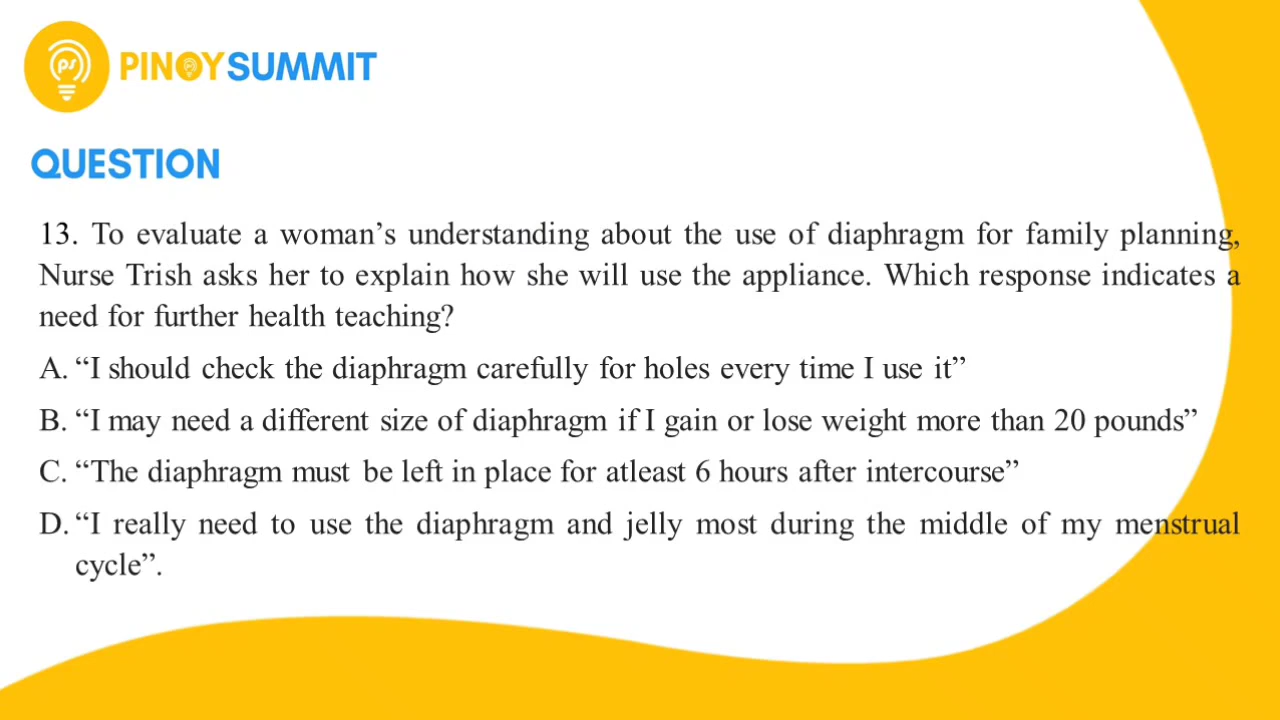 PINOY SUMMIT
QUESTION
13. To evaluate a woman’s understanding about the use of diaphragm for family planning,
Nurse Trish asks her to explain how she will use the appliance. Which response indicates a
need for further health teaching?
A. “I should check the diaphragm carefully for holes every time I use it”
B. “I may need a different size of diaphragm if I gain or lose weight more than 20 pounds”
C. “The diaphragm must be left in place for atleast 6 hours after intercourse”
D. “I really need to use the diaphragm and jelly most during the middle of my menstrual
cycle”.